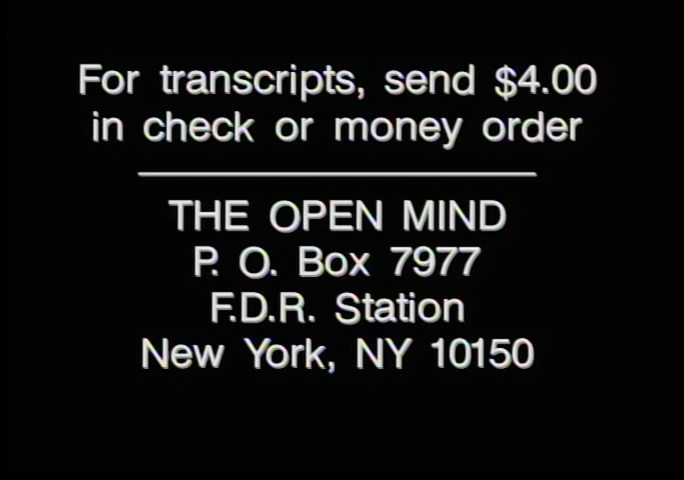 For transcripts, send $4.00
in check or money order
THE OPEN MIND
P. O. Box 7977
F.D.R. Station
New York, NY 10150